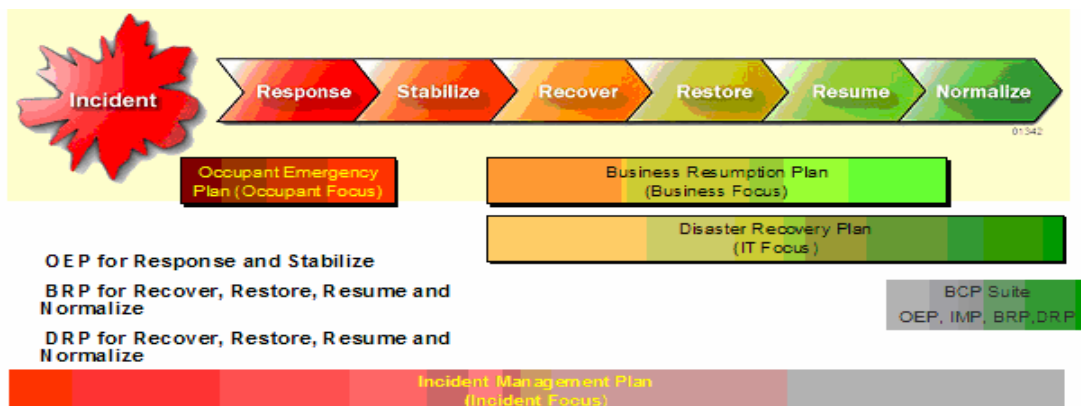 Incident
Response
Stabilize
Recover
Restore
Resume
Normalize
01342
Occupant Emergency
Plan (Occupant Focus)
Business Resumption Plan
(Business Focus)
Disaster Recovery Plan
(IT Focus)
OEP for Response and Stabilize
BRP for Recover, Restore, Resume and
Normalize
DRP for Recover, Restore, Resume and
Normalize
BCP Suite
OEP, IMP, BRP,DRP
Incident Management Plan
(Incident Focus)